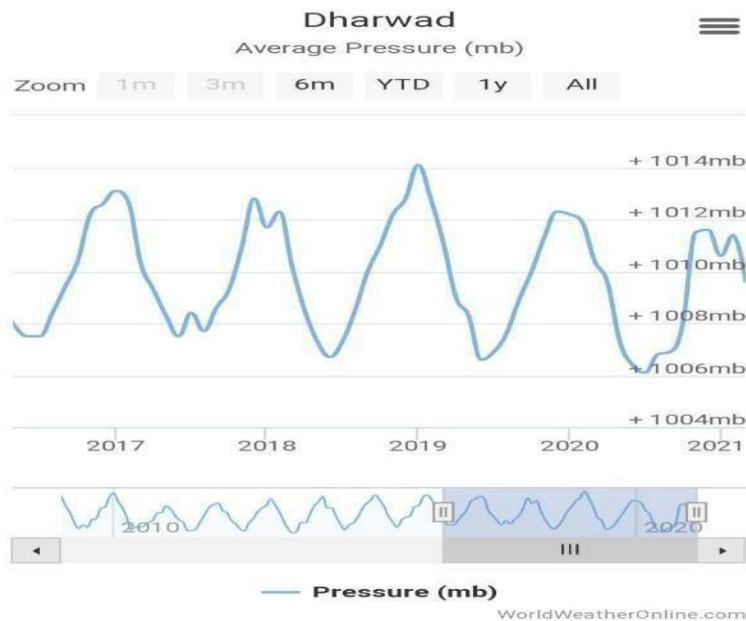 Dharwad
Average Pressure (mb)
Zoom 1m 3m 6m YTD 1y All
+ 1014mb
+ 1012mb
+ 1010mb
+ 1008mb
+ 1006mb
+ 1004mb
2017 2018 2019 2020 2021
2010 2020
Pressure (mb)
WorldWeatherOnline.com